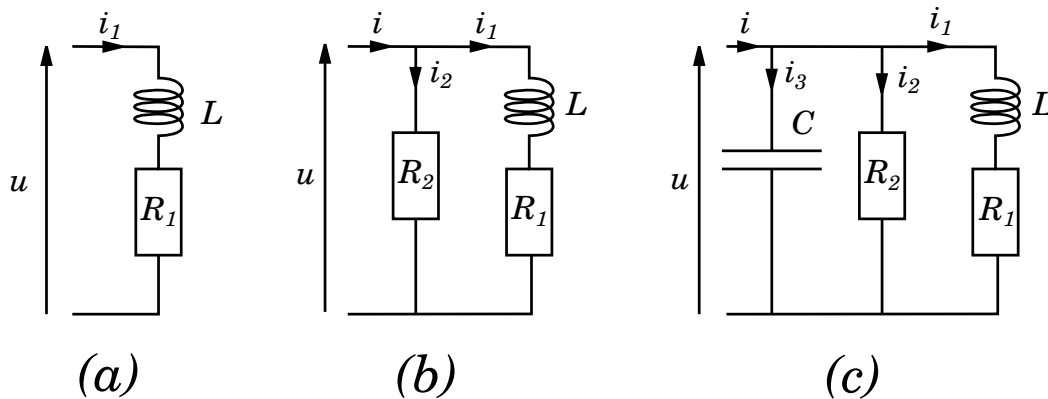 i₁
L
u
R₁
(a)
i i₁
i₂
L
u
R₂
R₁
(b)
i i₁
i₃ i₂
C
L
u
R₂
R₁
(c)